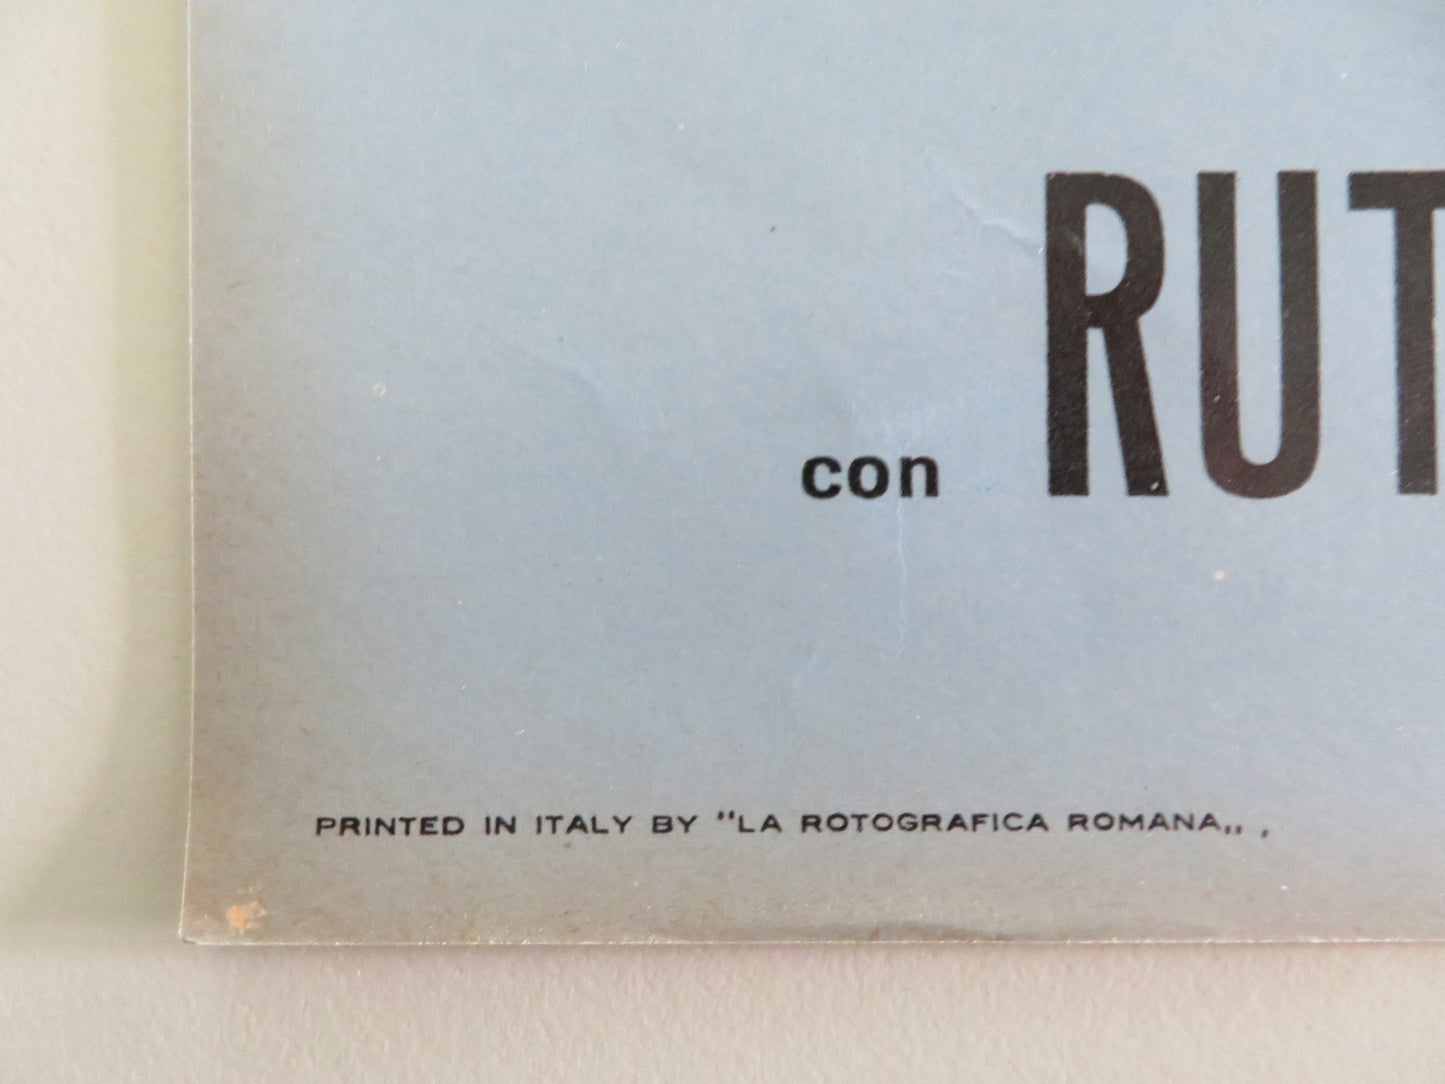 con RUT
PRINTED IN ITALY BY "LA ROTOGRAFICA ROMANA„ .